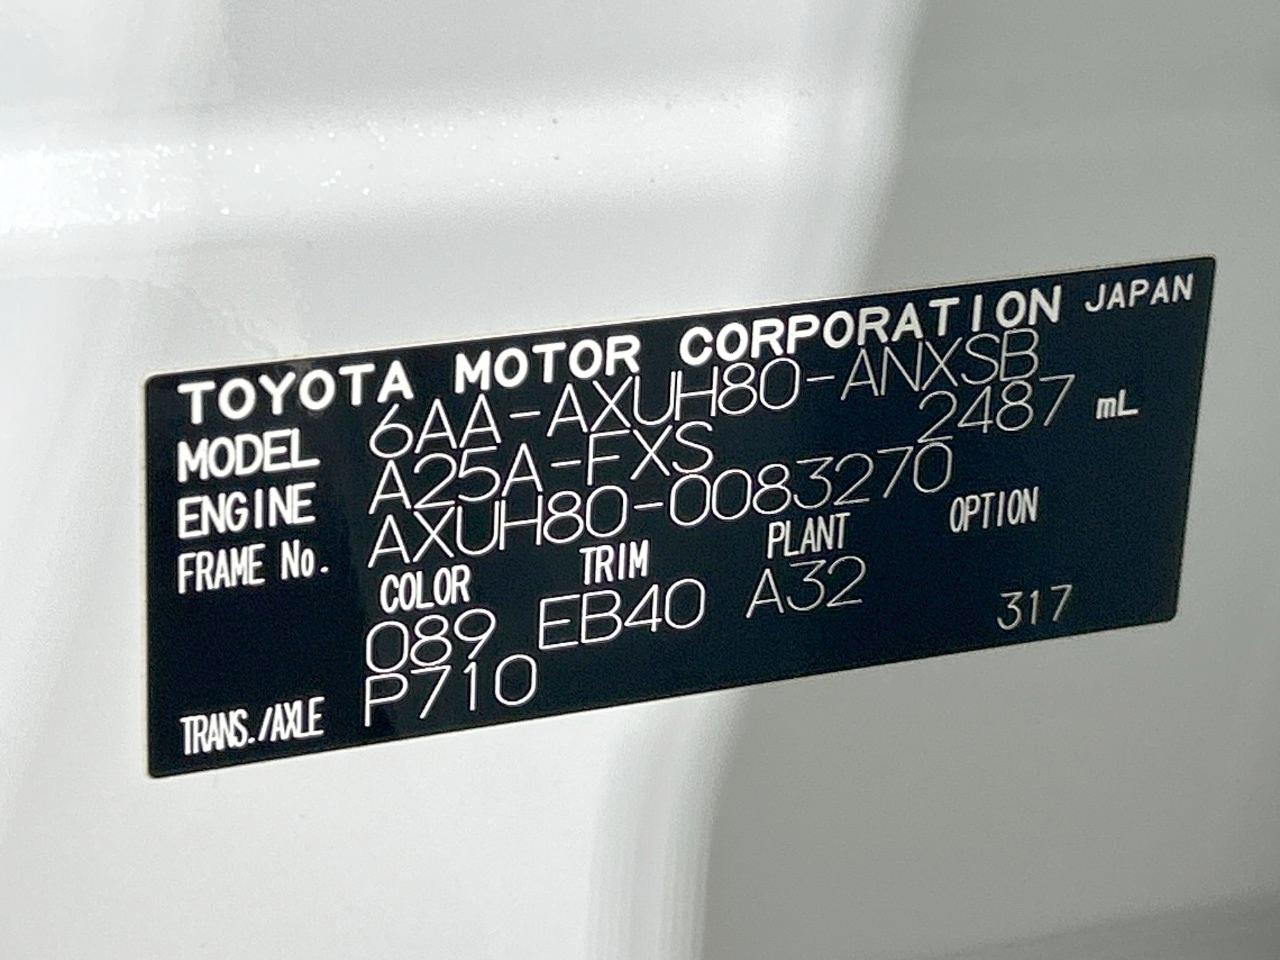 TOYOTA MOTOR CORPORATION JAPAN
MODEL 6AA-AXUH80-ANXSB
ENGINE A25A-FXS 2487 mL
FRAME No. AXUH80-0083270
COLOR TRIM PLANT OPTION
089 EB40 A32 317
TRANS./AXLE P710